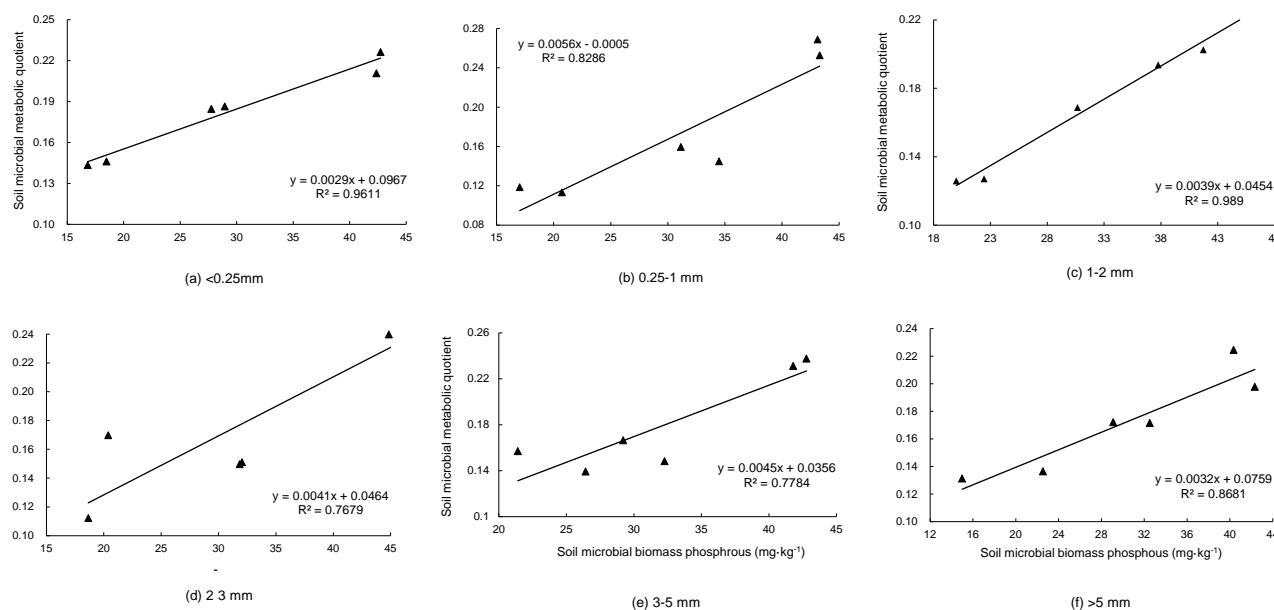 0.25
0.22
0.19
0.16
0.13
0.10
15 20 25 30 35 40 45
Soil microbial metabolic quotient
y = 0.0029x + 0.0967
R² = 0.9611
(a) <0.25mm
0.28
0.24
0.20
0.16
0.12
0.08
15 20 25 30 35 40 45
y = 0.0056x - 0.0005
R² = 0.8286
(b) 0.25-1 mm
0.22
0.19
0.16
0.13
0.10
18 23 28 33 38 43
Soil microbial metabolic quotient
y = 0.0039x + 0.0454
R² = 0.989
(c) 1-2 mm
0.24
0.22
0.20
0.18
0.16
0.14
0.12
0.10
15 20 25 30 35 40 45
y = 0.0041x + 0.0464
R² = 0.7679
-
(d) 2 3 mm
0.26
0.22
0.18
0.14
0.1
20 25 30 35 40 45
Soil microbial metabolic quotient
y = 0.0045x + 0.0356
R² = 0.7784
Soil microbial biomass phosphrous (mg·kg-1)
(e) 3-5 mm
0.24
0.22
0.20
0.18
0.16
0.14
0.12
0.10
12 16 20 24 28 32 36 40 44
y = 0.0032x + 0.0759
R² = 0.8681
Soil microbial biomass phosphous (mg·kg-1)
(f) >5 mm